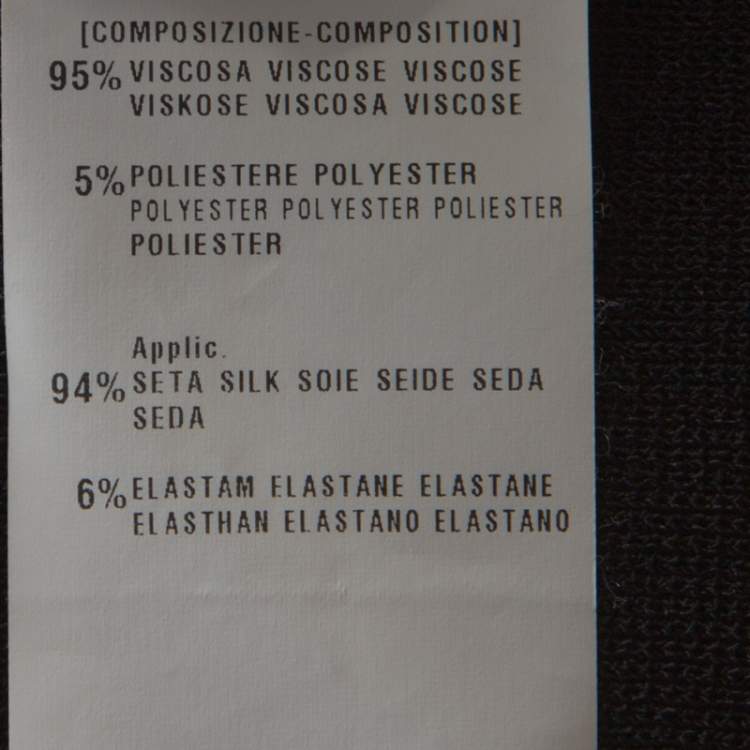 [COMPOSIZIONE-COMPOSITION]
95% VISCOSA VISCOSE VISCOSE
VISKOSE VISCOSA VISCOSE
5% POLIESTERE POLYESTER
POLYESTER POLYESTER POLIESTER
POLIESTER
Applic.
94% SETA SILK SOIE SEIDE SEDA
SEDA
6% ELASTAM ELASTANE ELASTANE
ELASTHAN ELASTANO ELASTANO